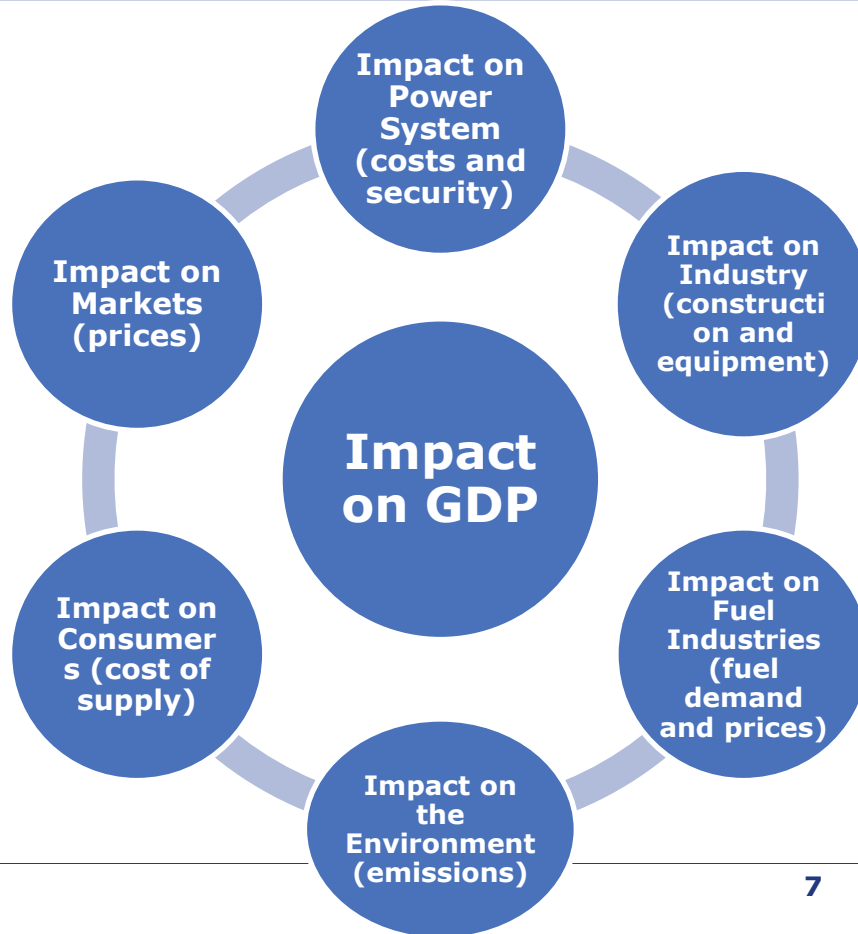 Impact on
Power
System
(costs and
security)
Impact on
Industry
(constructi
on and
equipment)
Impact on
Fuel
Industries
(fuel
demand
and prices)
Impact on
the
Environment
(emissions)
Impact on
Consumer
s (cost of
supply)
Impact on
Markets
(prices)
Impact
on GDP
7